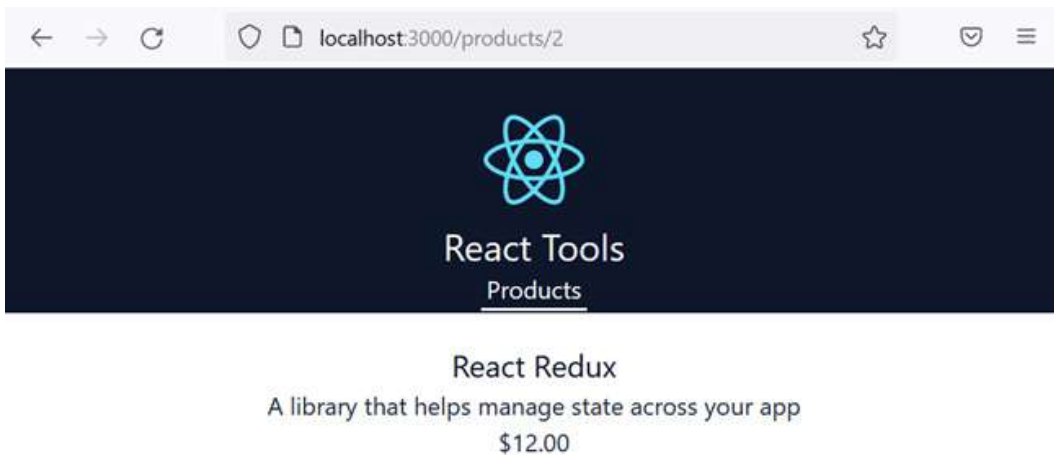 localhost:3000/products/2
React Tools
Products
React Redux
A library that helps manage state across your app
$12.00